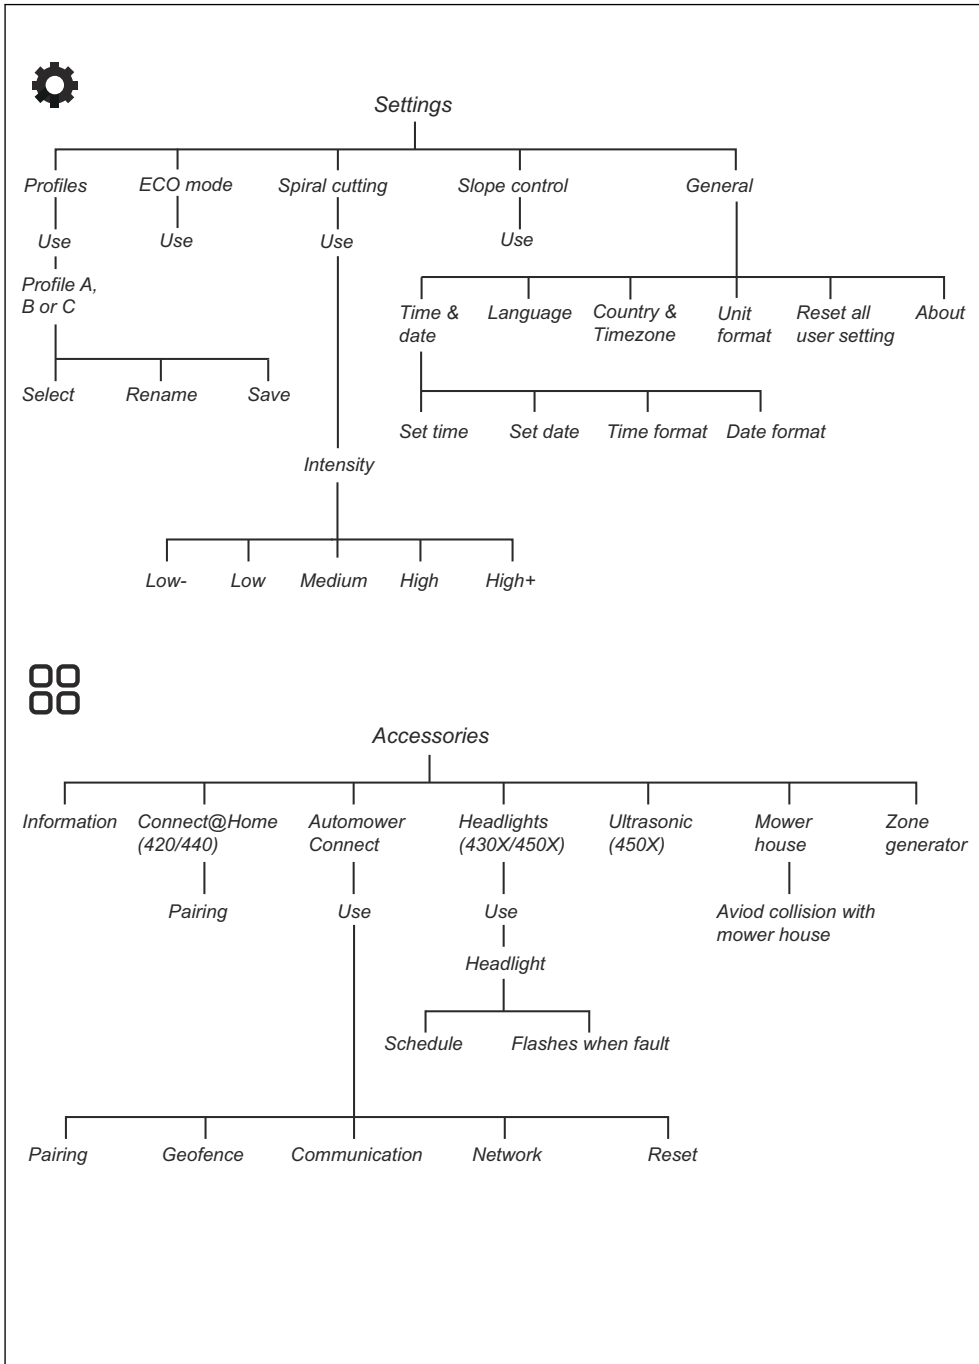 Settings
Profiles
ECO mode
Spiral cutting
Slope control
General
Use
Use
Use
Use
Profile A,
B or C
Time &
date
Language
Country &
Timezone
Unit
format
Reset all
user setting
About
Select
Rename
Save
Set time
Set date
Time format
Date format
Intensity
Low-
Low
Medium
High
High+
Accessories
Information
Connect@Home
(420/440)
Automower
Connect
Headlights
(430X/450X)
Ultrasonic
(450X)
Mower
house
Zone
generator
Pairing
Use
Use
Aviod collision with
mower house
Headlight
Schedule
Flashes when fault
Pairing
Geofence
Communication
Network
Reset